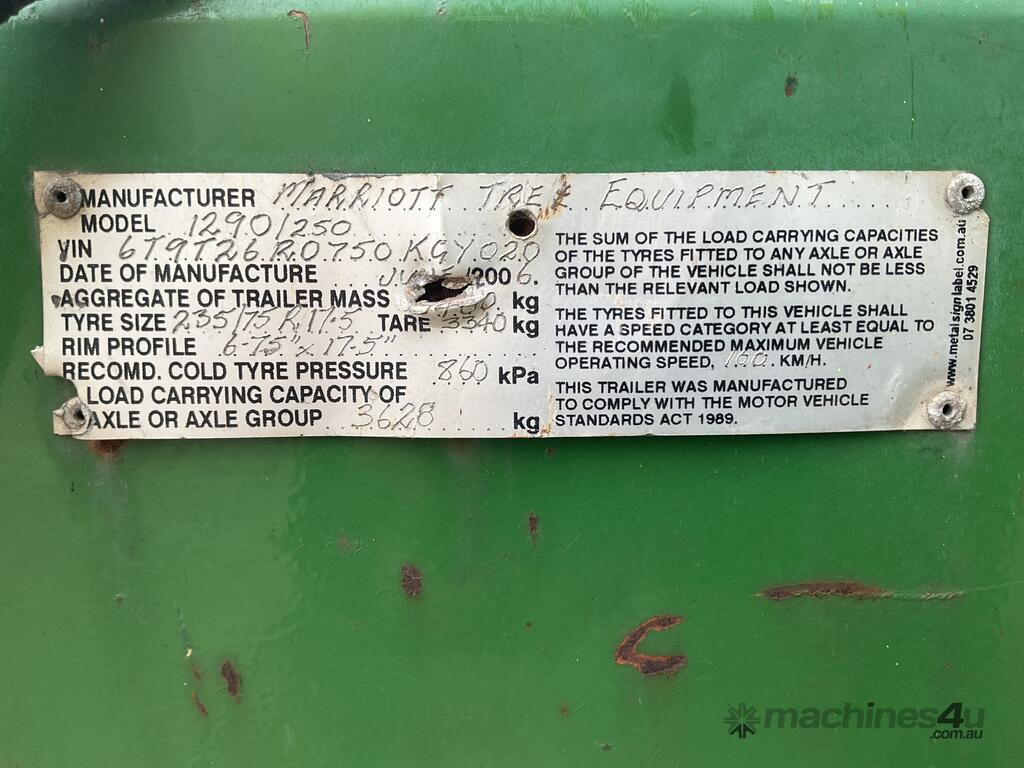 MANUFACTURER MARRIOTT TREE EQUIPMENT
MODEL 1290/250
VIN 6T9T26R0750KGY020
DATE OF MANUFACTURE /2006.
AGGREGATE OF TRAILER MASS kg
TYRE SIZE 235/75 R17.5 TARE 3340 kg
RIM PROFILE 6.75" x 17.5"
RECOMD. COLD TYRE PRESSURE 860 kPa
LOAD CARRYING CAPACITY OF
AXLE OR AXLE GROUP 3628 kg
THE SUM OF THE LOAD CARRYING CAPACITIES
OF THE TYRES FITTED TO ANY AXLE OR AXLE
GROUP OF THE VEHICLE SHALL NOT BE LESS
THAN THE RELEVANT LOAD SHOWN.
THE TYRES FITTED TO THIS VEHICLE SHALL
HAVE A SPEED CATEGORY AT LEAST EQUAL TO
THE RECOMMENDED MAXIMUM VEHICLE
OPERATING SPEED, 100 KM/H.
THIS TRAILER WAS MANUFACTURED
TO COMPLY WITH THE MOTOR VEHICLE
STANDARDS ACT 1989.
www.metalsignlabel.com.au
07 3801 4529
machines4u
.com.au